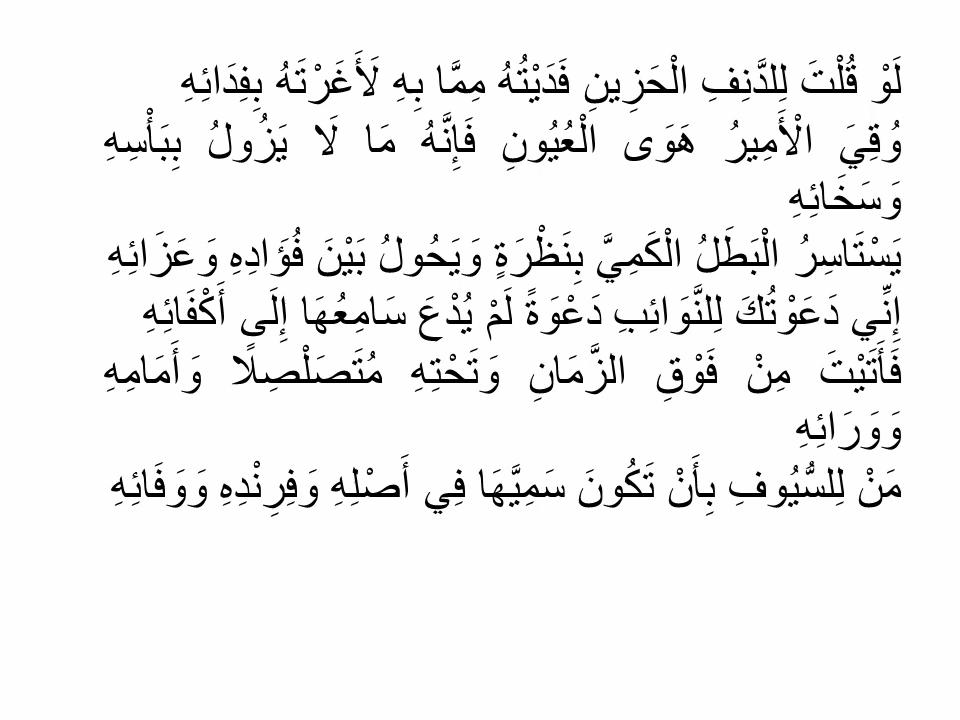 لَوْ قُلْتَ لِلدَّنِفِ الْحَزِينِ فَدَيْتُهُ مِمَّا بِهِ لَأَغَرْتَهُ بِفِدَائِهِ
وُقِيَ الْأَمِيرُ هَوَى الْعُيُونِ فَإِنَّهُ مَا لَا يَزُولُ بِبَأْسِهِ
وَسَخَائِهِ
يَسْتَاسِرُ الْبَطَلُ الْكَمِيَّ بِنَظْرَةٍ وَيَحُولُ بَيْنَ فُؤَادِهِ وَعَزَائِهِ
إِنِّي دَعَوْتُكَ لِلنَّوَائِبِ دَعْوَةً لَمْ يُدْعَ سَامِعُهَا إِلَى أَكْفَائِهِ
فَأَتَيْتَ مِنْ فَوْقِ الزَّمَانِ وَتَحْتِهِ مُتَصَلْصِلًا وَأَمَامِهِ
وَوَرَائِهِ
مَنْ لِلسُّيُوفِ بِأَنْ تَكُونَ سَمِيَّهَا فِي أَصْلِهِ وَفِرِنْدِهِ وَوَفَائِهِ